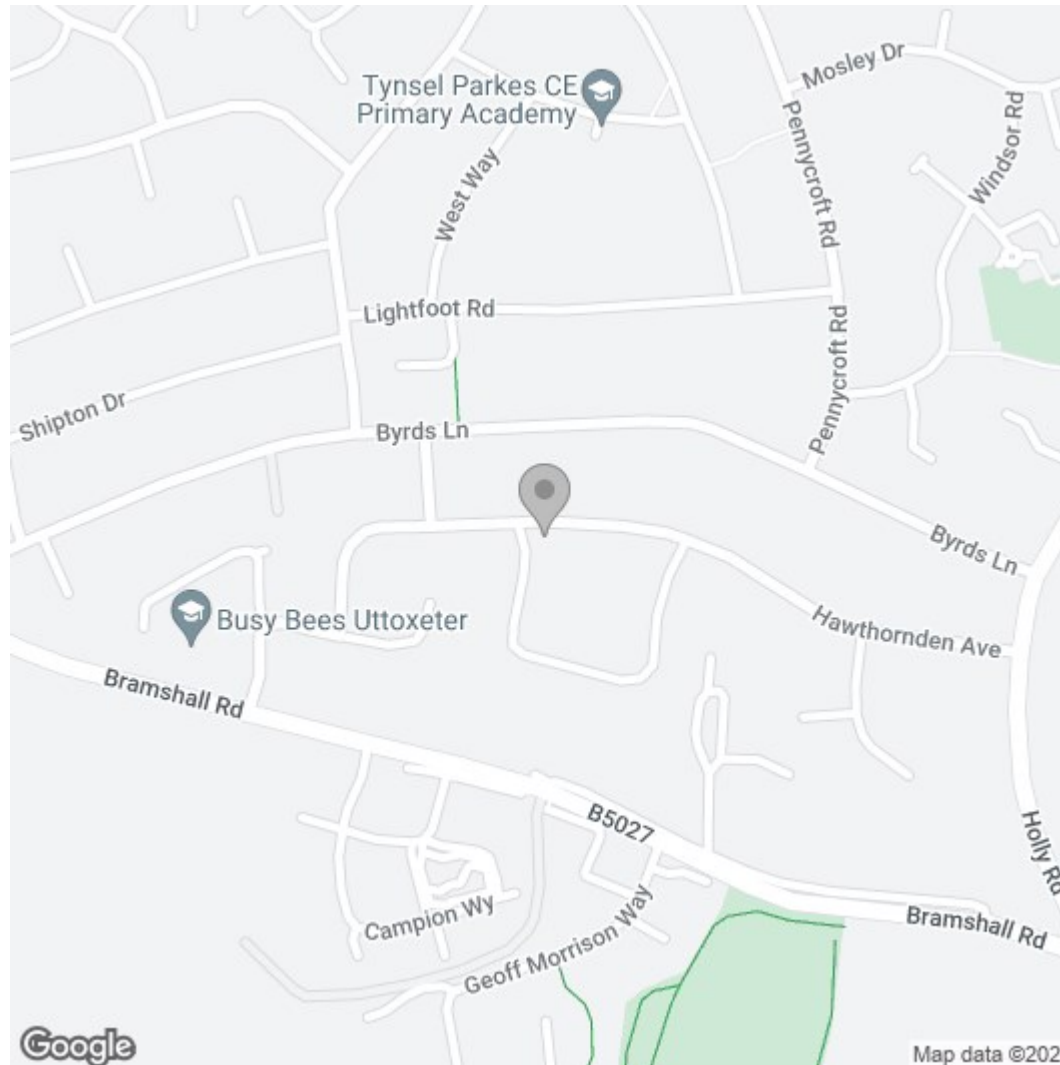 Mosley Dr
Tynsel Parkes CE
Primary Academy
Pennycroft Rd
Windsor Rd
West Way
Lightfoot Rd
Pennycroft Rd
Shipton Dr
Byrds Ln
Byrds Ln
Busy Bees Uttoxeter
Hawthornden Ave
Bramshall Rd
B5027
Holly Rd
Campion Wy
Geoff Morrison Way
Bramshall Rd
Google
Map data ©202